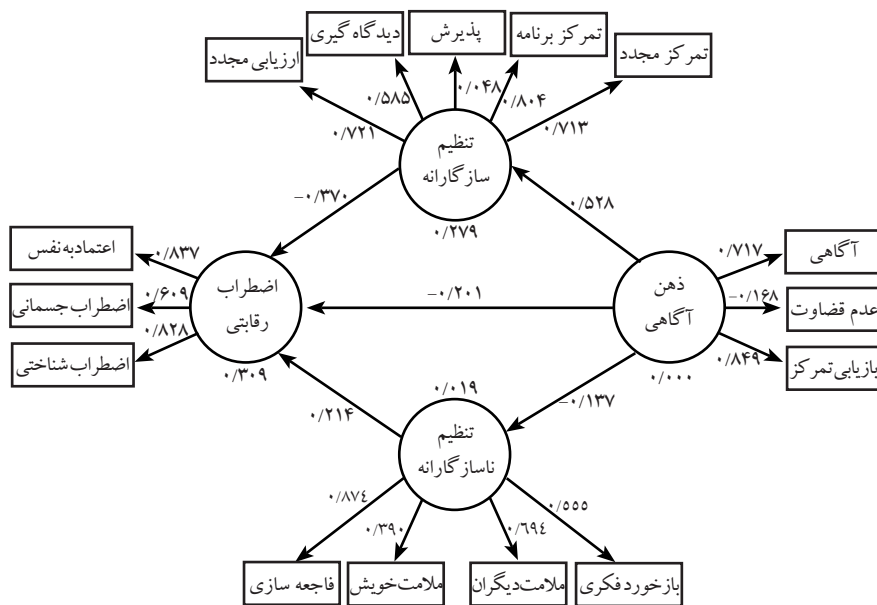 دیدگاه گیری
پذیرش
تمرکز برنامه
تمرکز مجدد
ارزیابی مجدد
۰/۵۸۵
۰/۰۴۸
۰/۸۰۴
۰/۷۲۱
۰/۷۱۳
تنظیم
سازگارانه
−۰/۳۷۰
۰/۲۷۹
۰/۵۲۸
اعتمادبه نفس
۰/۸۳۷
اضطراب جسمانی
۰/۶۰۹
اضطراب شناختی
۰/۸۲۸
اضطراب
رقابتی
۰/۳۰۹
−۰/۲۰۱
ذهن
آگاهی
۰/۰۰۰
۰/۷۱۷
آگاهی
−۰/۱۶۸
عدم قضاوت
۰/۸۴۹
بازیابی تمرکز
۰/۲۱۴
۰/۰۱۹
−۰/۱۳۷
تنظیم
ناسازگارانه
۰/۸۷٤
۰/۳۹۰
۰/٦۹٤
۰/۵۵۵
فاجعه سازی
ملامت خویش
ملامت دیگران
بازخورد فکری